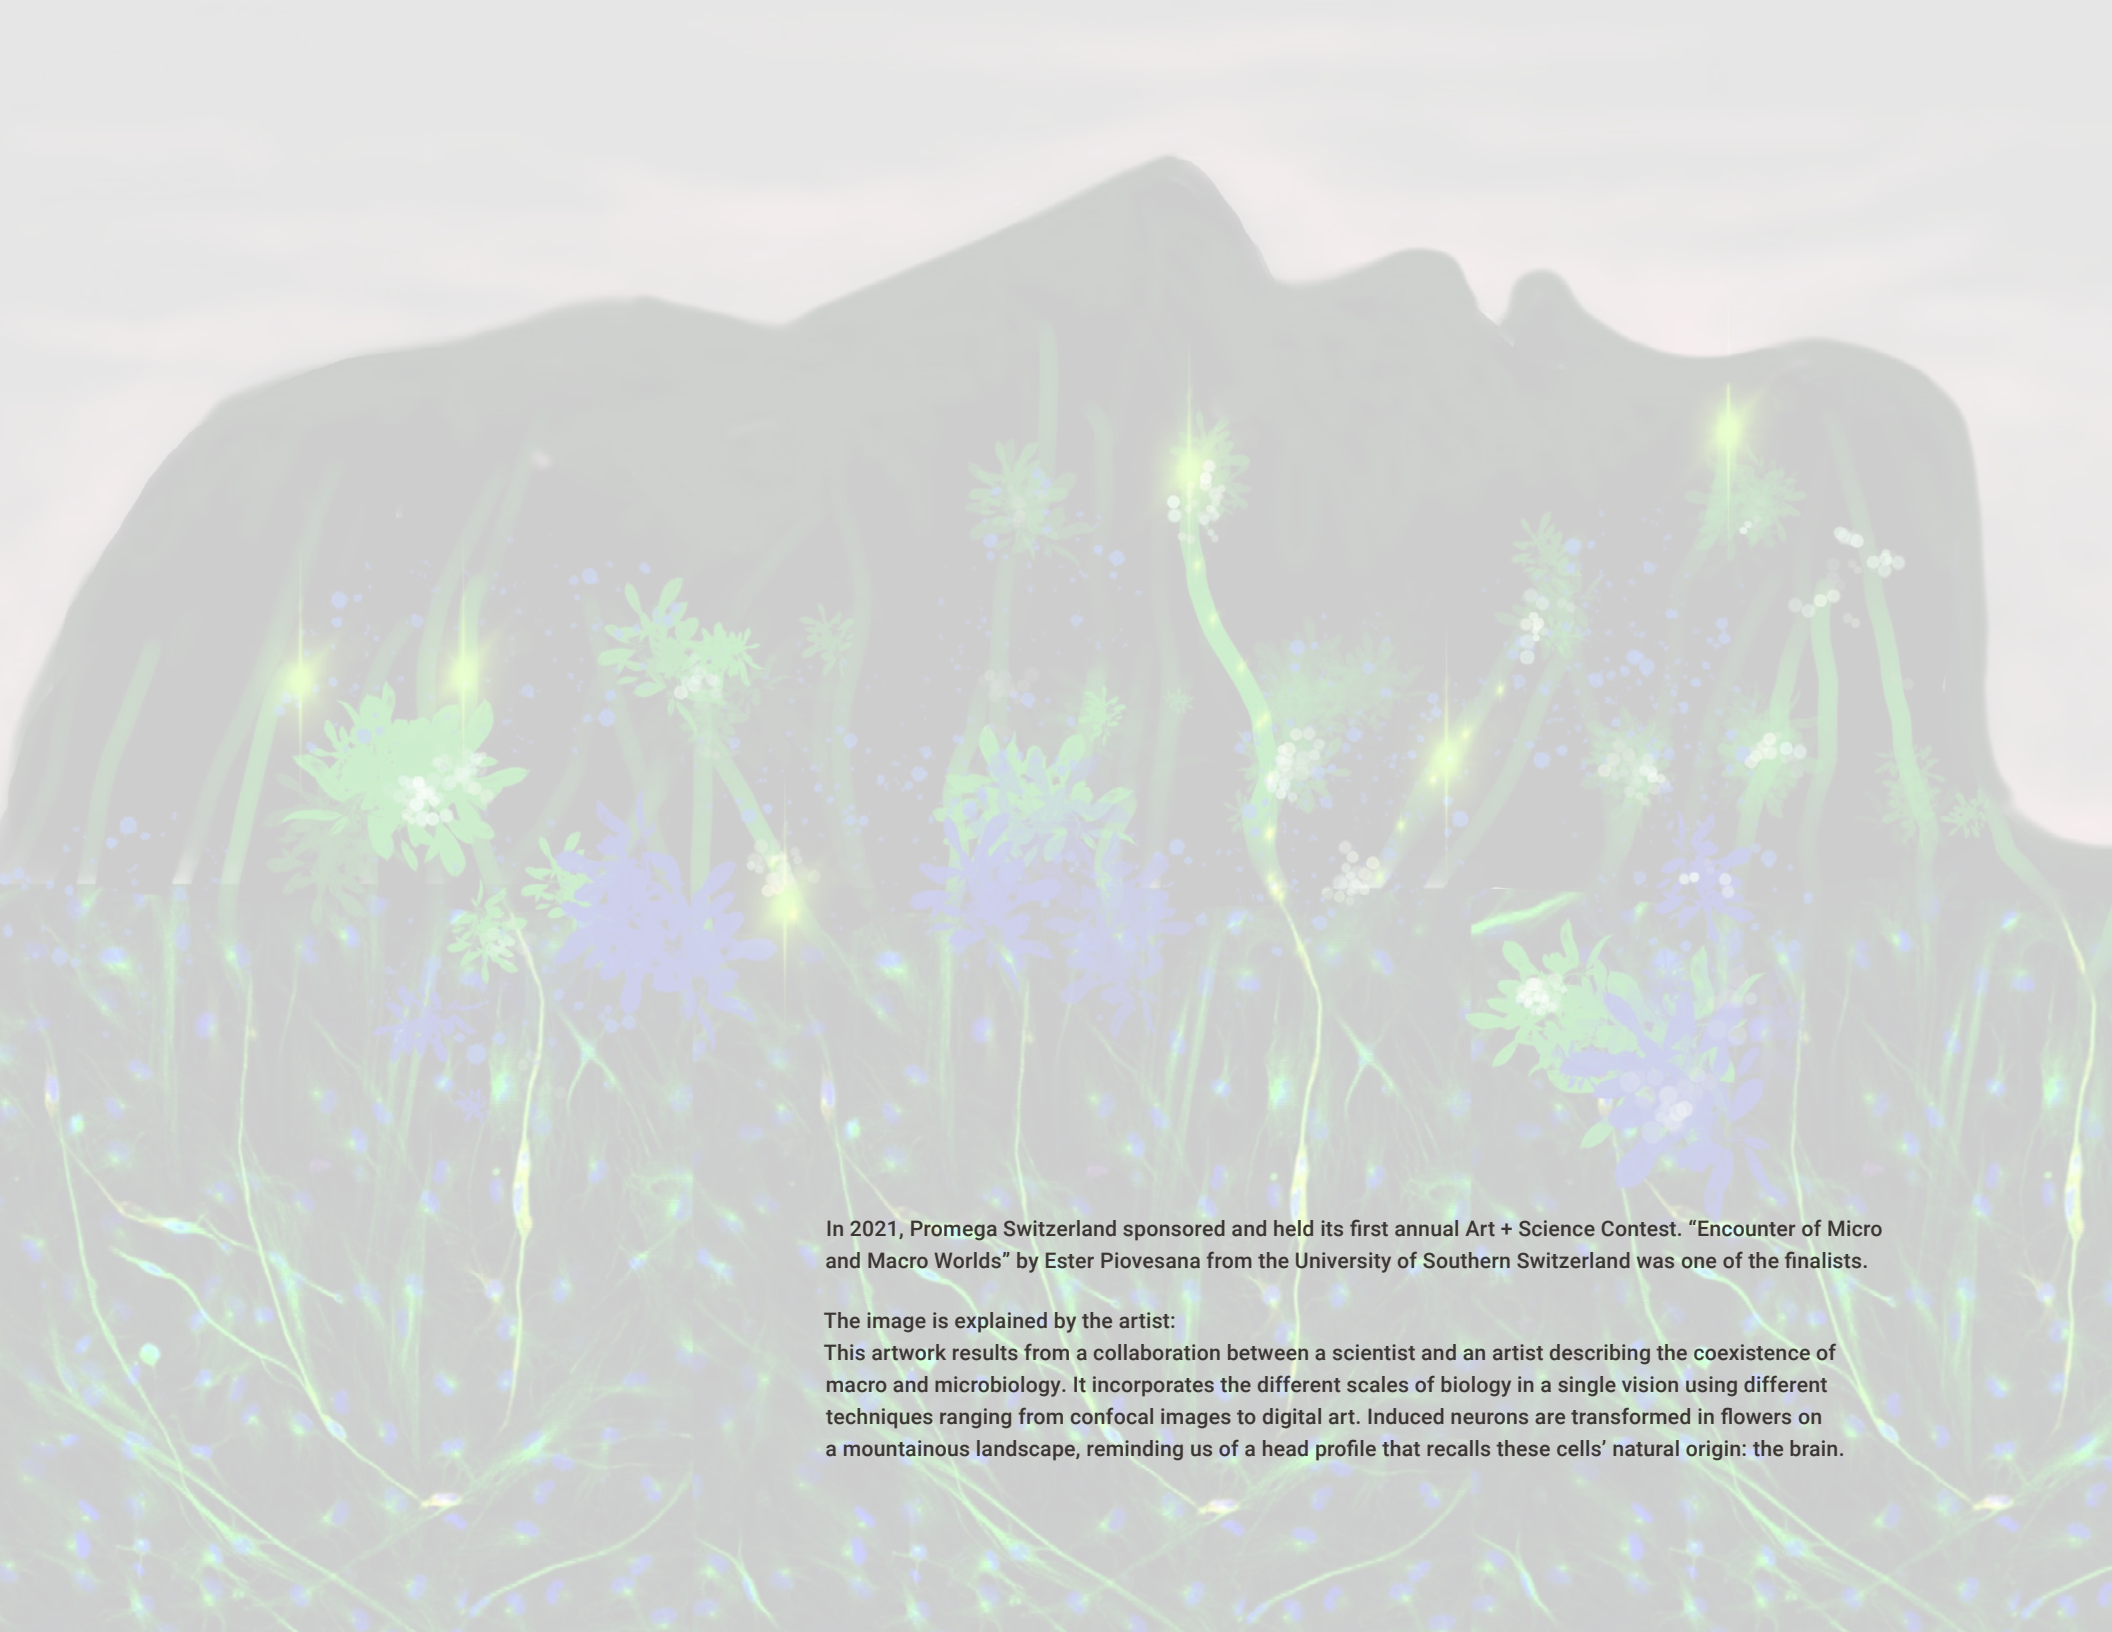 In 2021, Promega Switzerland sponsored and held its first annual Art + Science Contest. “Encounter of Micro
and Macro Worlds” by Ester Piovesana from the University of Southern Switzerland was one of the finalists.
The image is explained by the artist:
This artwork results from a collaboration between a scientist and an artist describing the coexistence of
macro and microbiology. It incorporates the different scales of biology in a single vision using different
techniques ranging from confocal images to digital art. Induced neurons are transformed in flowers on
a mountainous landscape, reminding us of a head profile that recalls these cells’ natural origin: the brain.